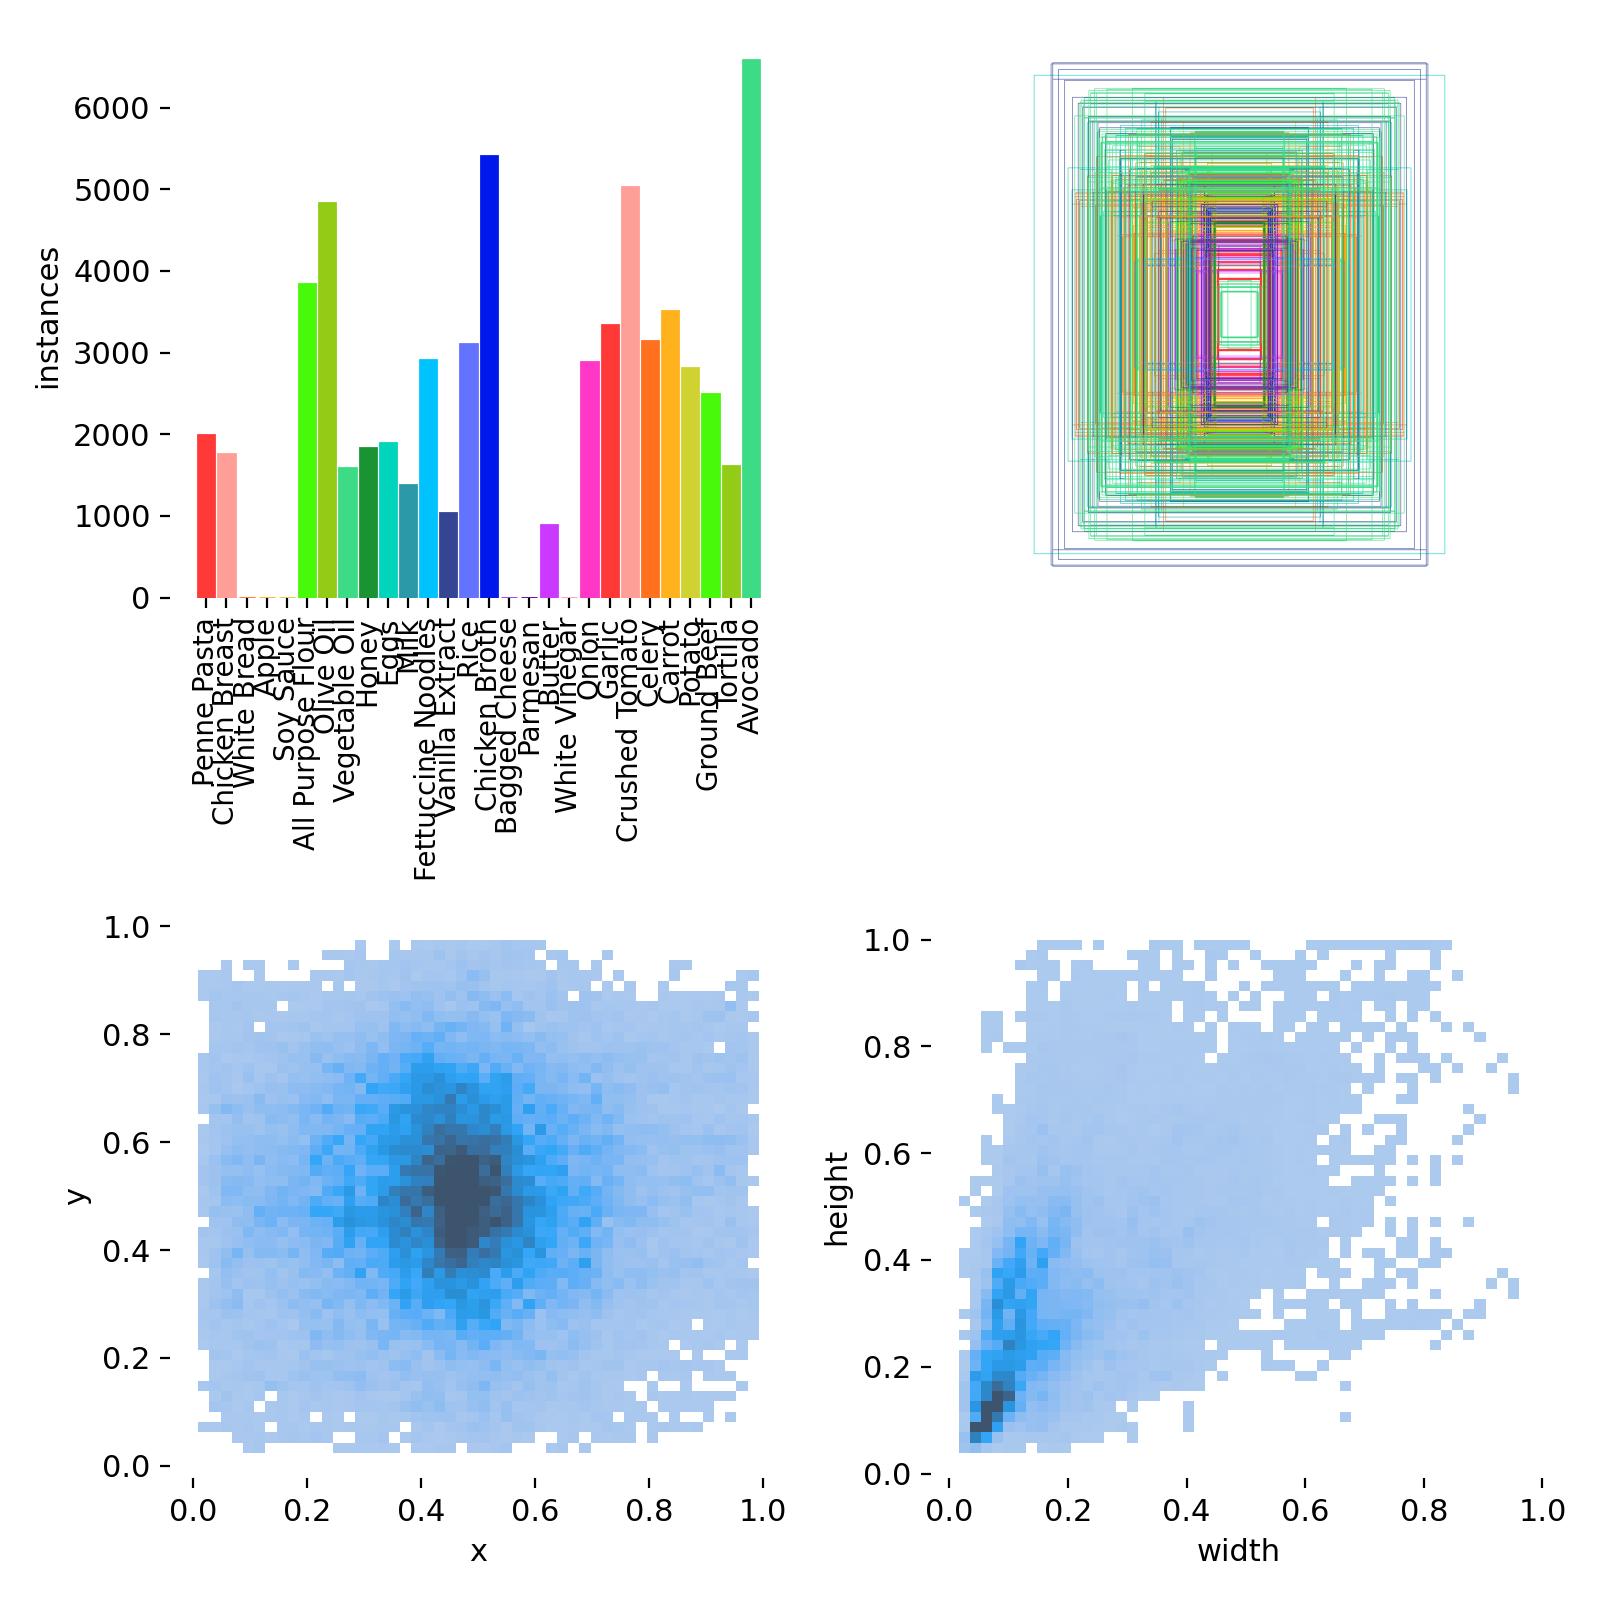 6000
5000
4000
3000
2000
1000
0
instances
Penne Pasta
Chicken Breast
White Bread
Apple
Soy Sauce
All Purpose Flour
Olive Oil
Vegetable Oil
Honey
Eggs
Milk
Fettuccine Noodles
Vanilla Extract
Rice
Chicken Broth
Bagged Cheese
Parmesan
Butter
White Vinegar
Onion
Garlic
Crushed Tomato
Celery
Carrot
Potato
Ground Beef
Tortilla
Avocado
1.0
0.8
0.6
0.4
0.2
0.0
y
0.0 0.2 0.4 0.6 0.8 1.0
x
1.0
0.8
0.6
0.4
0.2
0.0
height
0.0 0.2 0.4 0.6 0.8 1.0
width